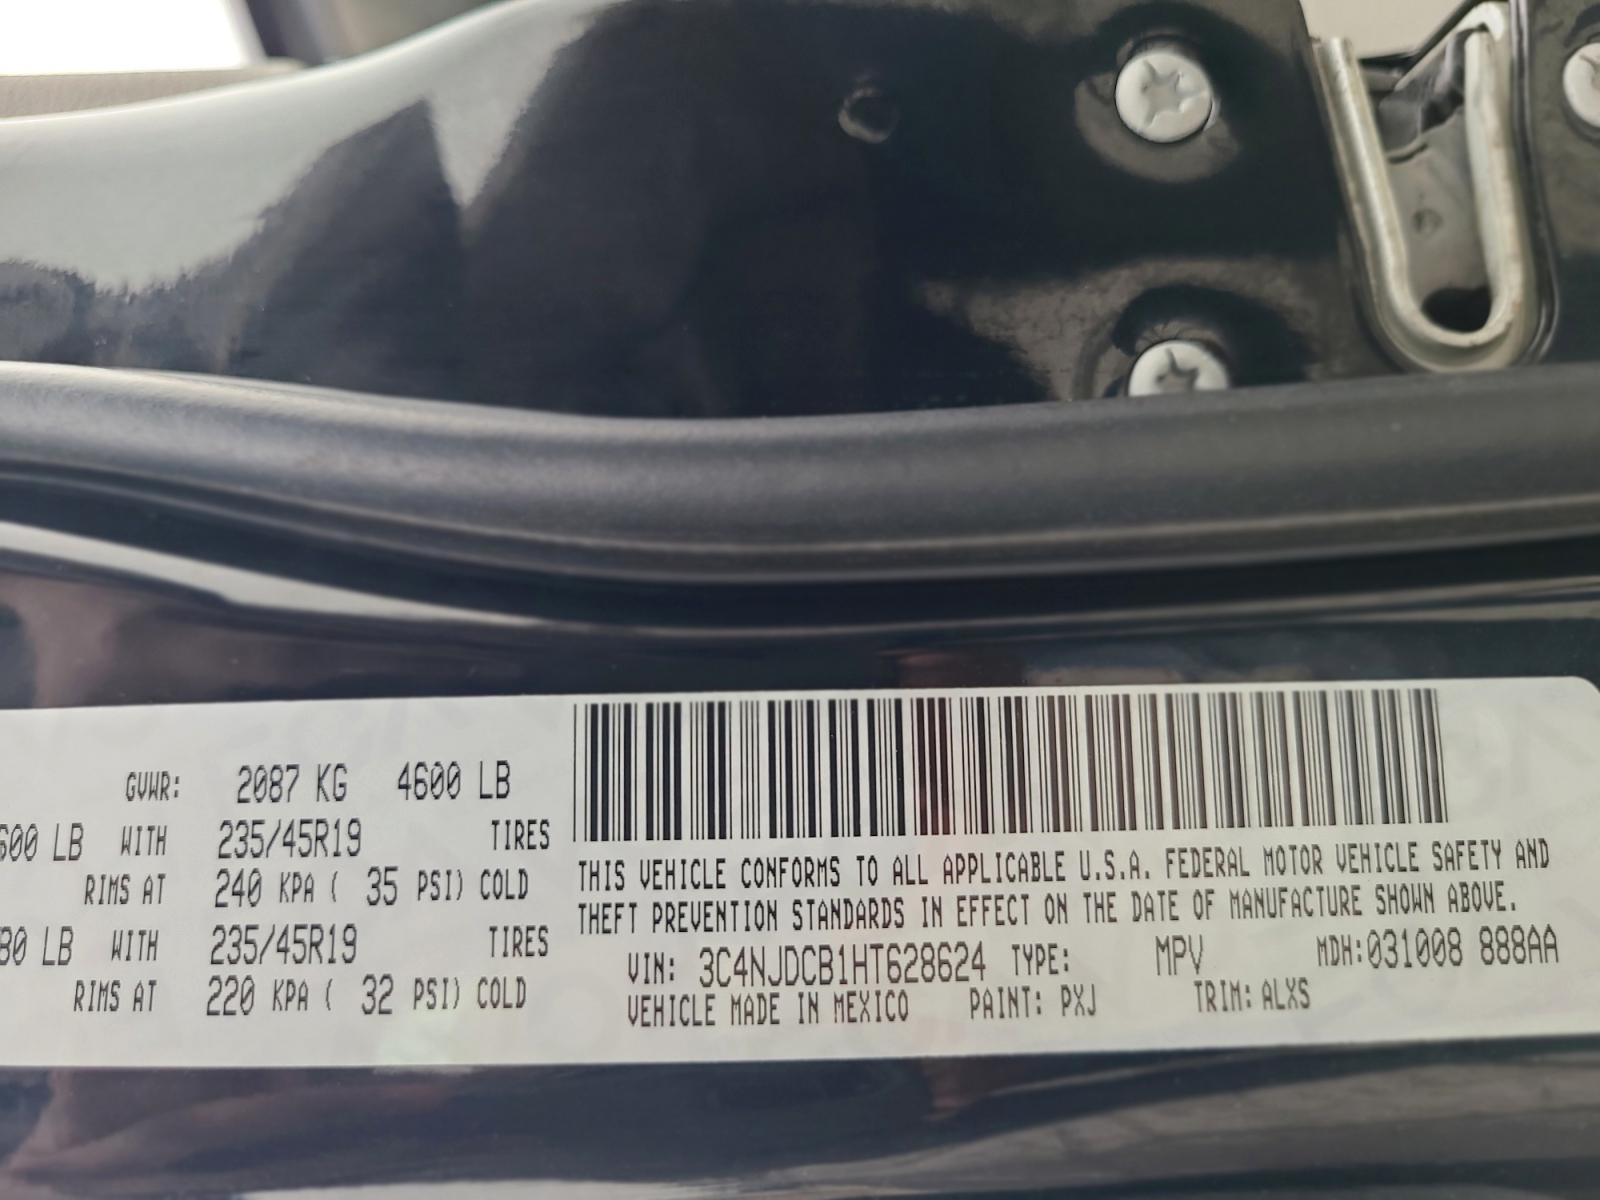 GVWR: 2087 KG 4600 LB
LB WITH 235/45R19 TIRES
RIMS AT 240 KPA ( 35 PSI) COLD
LB WITH 235/45R19 TIRES
RIMS AT 220 KPA ( 32 PSI) COLD
THIS VEHICLE CONFORMS TO ALL APPLICABLE U.S.A. FEDERAL MOTOR VEHICLE SAFETY AND
THEFT PREVENTION STANDARDS IN EFFECT ON THE DATE OF MANUFACTURE SHOWN ABOVE.
VIN: 3C4NJDCB1HT628624 TYPE: MPV MDH:031008 888AA
VEHICLE MADE IN MEXICO PAINT: PXJ TRIM: ALXS